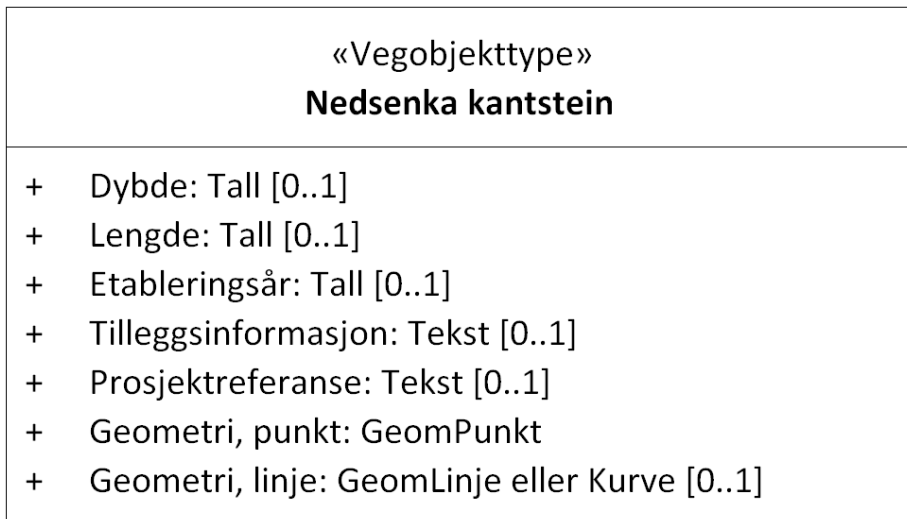 «Vegobjekttype»
Nedsenka kantstein
+ Dybde: Tall [0..1]
+ Lengde: Tall [0..1]
+ Etableringsår: Tall [0..1]
+ Tilleggsinformasjon: Tekst [0..1]
+ Prosjektreferanse: Tekst [0..1]
+ Geometri, punkt: GeomPunkt
+ Geometri, linje: GeomLinje eller Kurve [0..1]